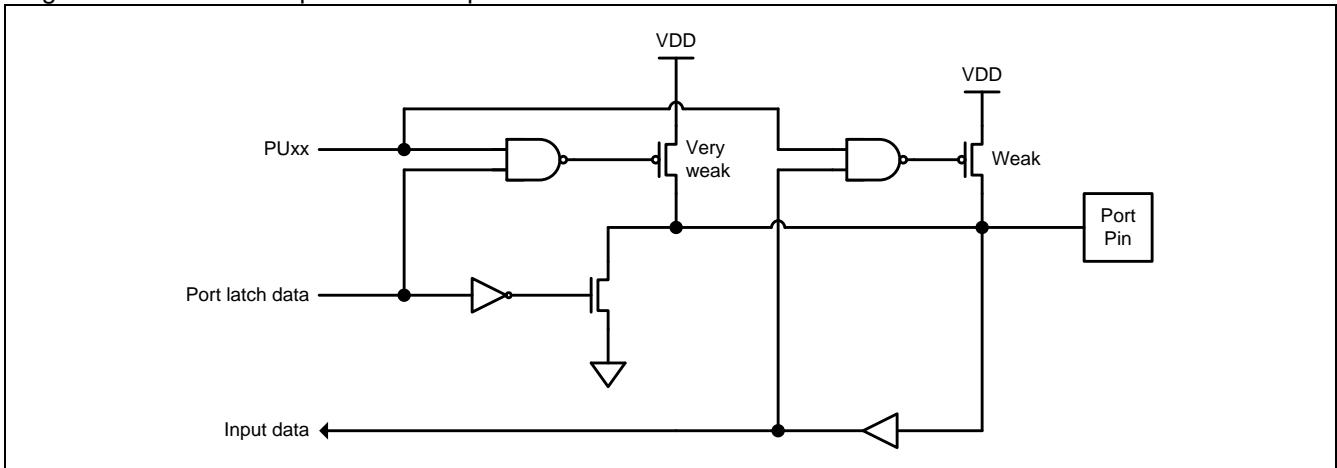 VDD
VDD
PUxx
Very
weak
Weak
Port
Pin
Port latch data
Input data